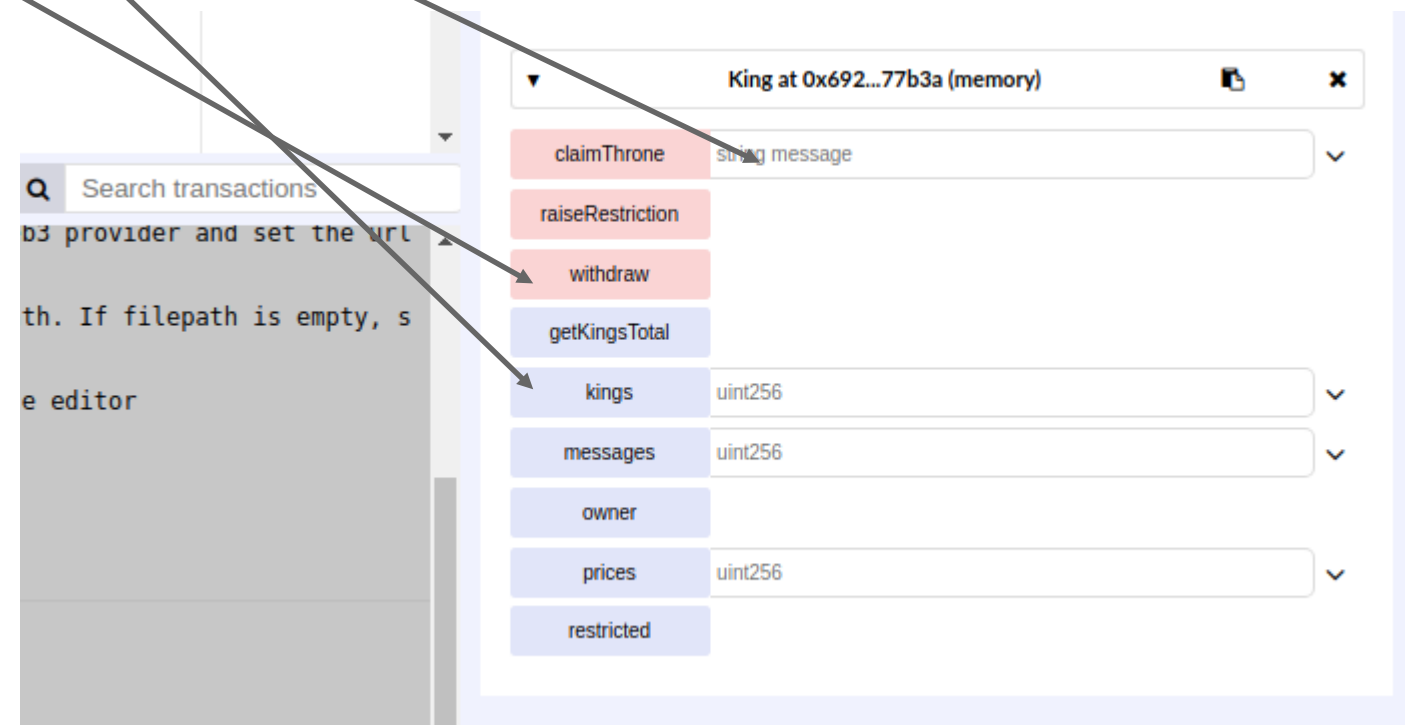 King at 0x692...77b3a (memory)
claimThrone string message
Search transactions
raiseRestriction
b3 provider and set the url
withdraw
th. If filepath is empty, s
getKingsTotal
kings uint256
e editor
messages uint256
owner
prices uint256
restricted